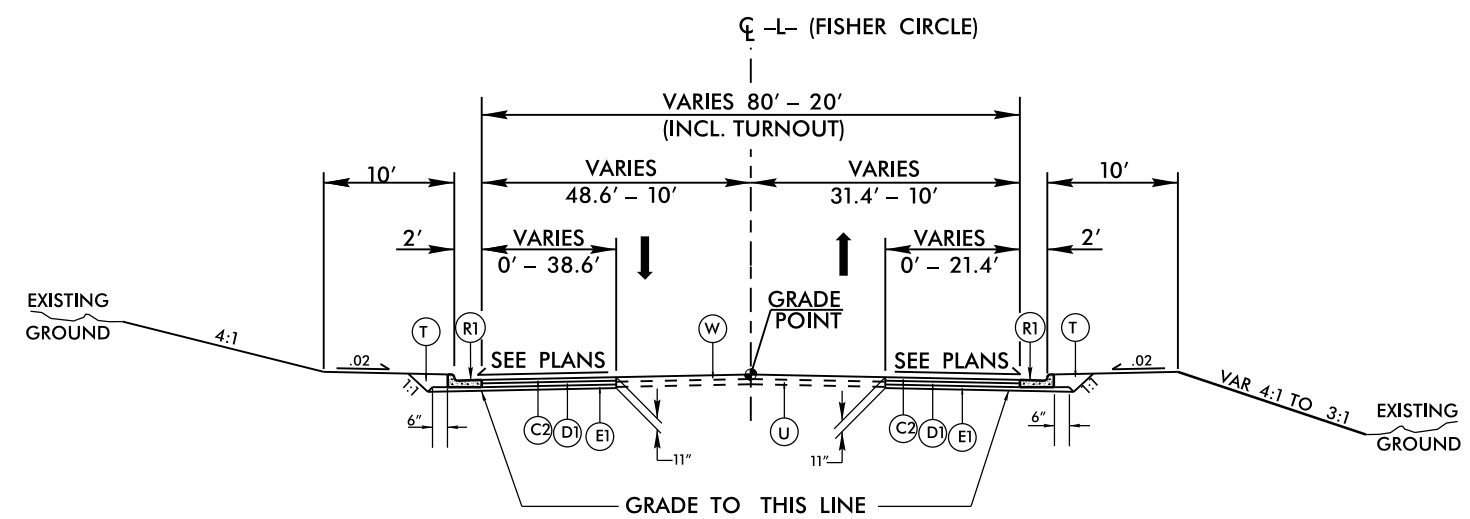 ℄ –L– (FISHER CIRCLE)
VARIES 80' – 20'
(INCL. TURNOUT)
10'
VARIES
48.6' – 10'
VARIES
31.4' – 10'
10'
2'
VARIES
0' – 38.6'
VARIES
0' – 21.4'
2'
EXISTING
GROUND
4:1
.02
T
R1
SEE PLANS
W
GRADE
POINT
SEE PLANS
R1
T
.02
VAR 4:1 TO 3:1
EXISTING
GROUND
1:1
1:1
6"
C2
D1
E1
U
C2
D1
E1
6"
11"
11"
GRADE TO THIS LINE